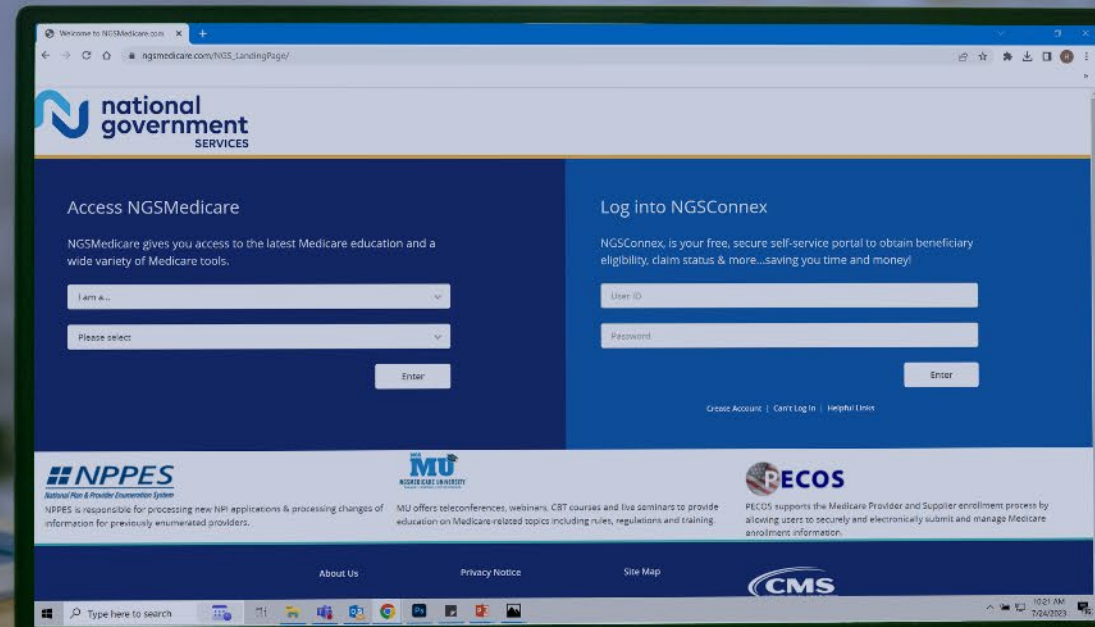 Welcome to NGSMedicare.com
ngsmedicare.com/NGS_LandingPage/
national
government
SERVICES
Access NGSMedicare
NGSMedicare gives you access to the latest Medicare education and a
wide variety of Medicare tools.
I am a...
Please select
Enter
Log into NGSConnex
NGSConnex, is your free, secure self-service portal to obtain beneficiary
eligibility, claim status & more...saving you time and money!
User ID
Password
Enter
Create Account | Can't Log In | Helpful Links
NPPES
National Plan & Provider Enumeration System
NPPES is responsible for processing new NPI applications & processing changes of
information for previously enumerated providers.
MU
NGSMEDICARE UNIVERSITY
MU offers teleconferences, webinars, CBT courses and live seminars to provide
education on Medicare-related topics including rules, regulations and training.
PECOS
PECOS supports the Medicare Provider and Supplier enrollment process by
allowing users to securely and electronically submit and manage Medicare
enrollment information.
About Us
Privacy Notice
Site Map
CMS
Type here to search
Ps
10:21 AM
7/24/2023